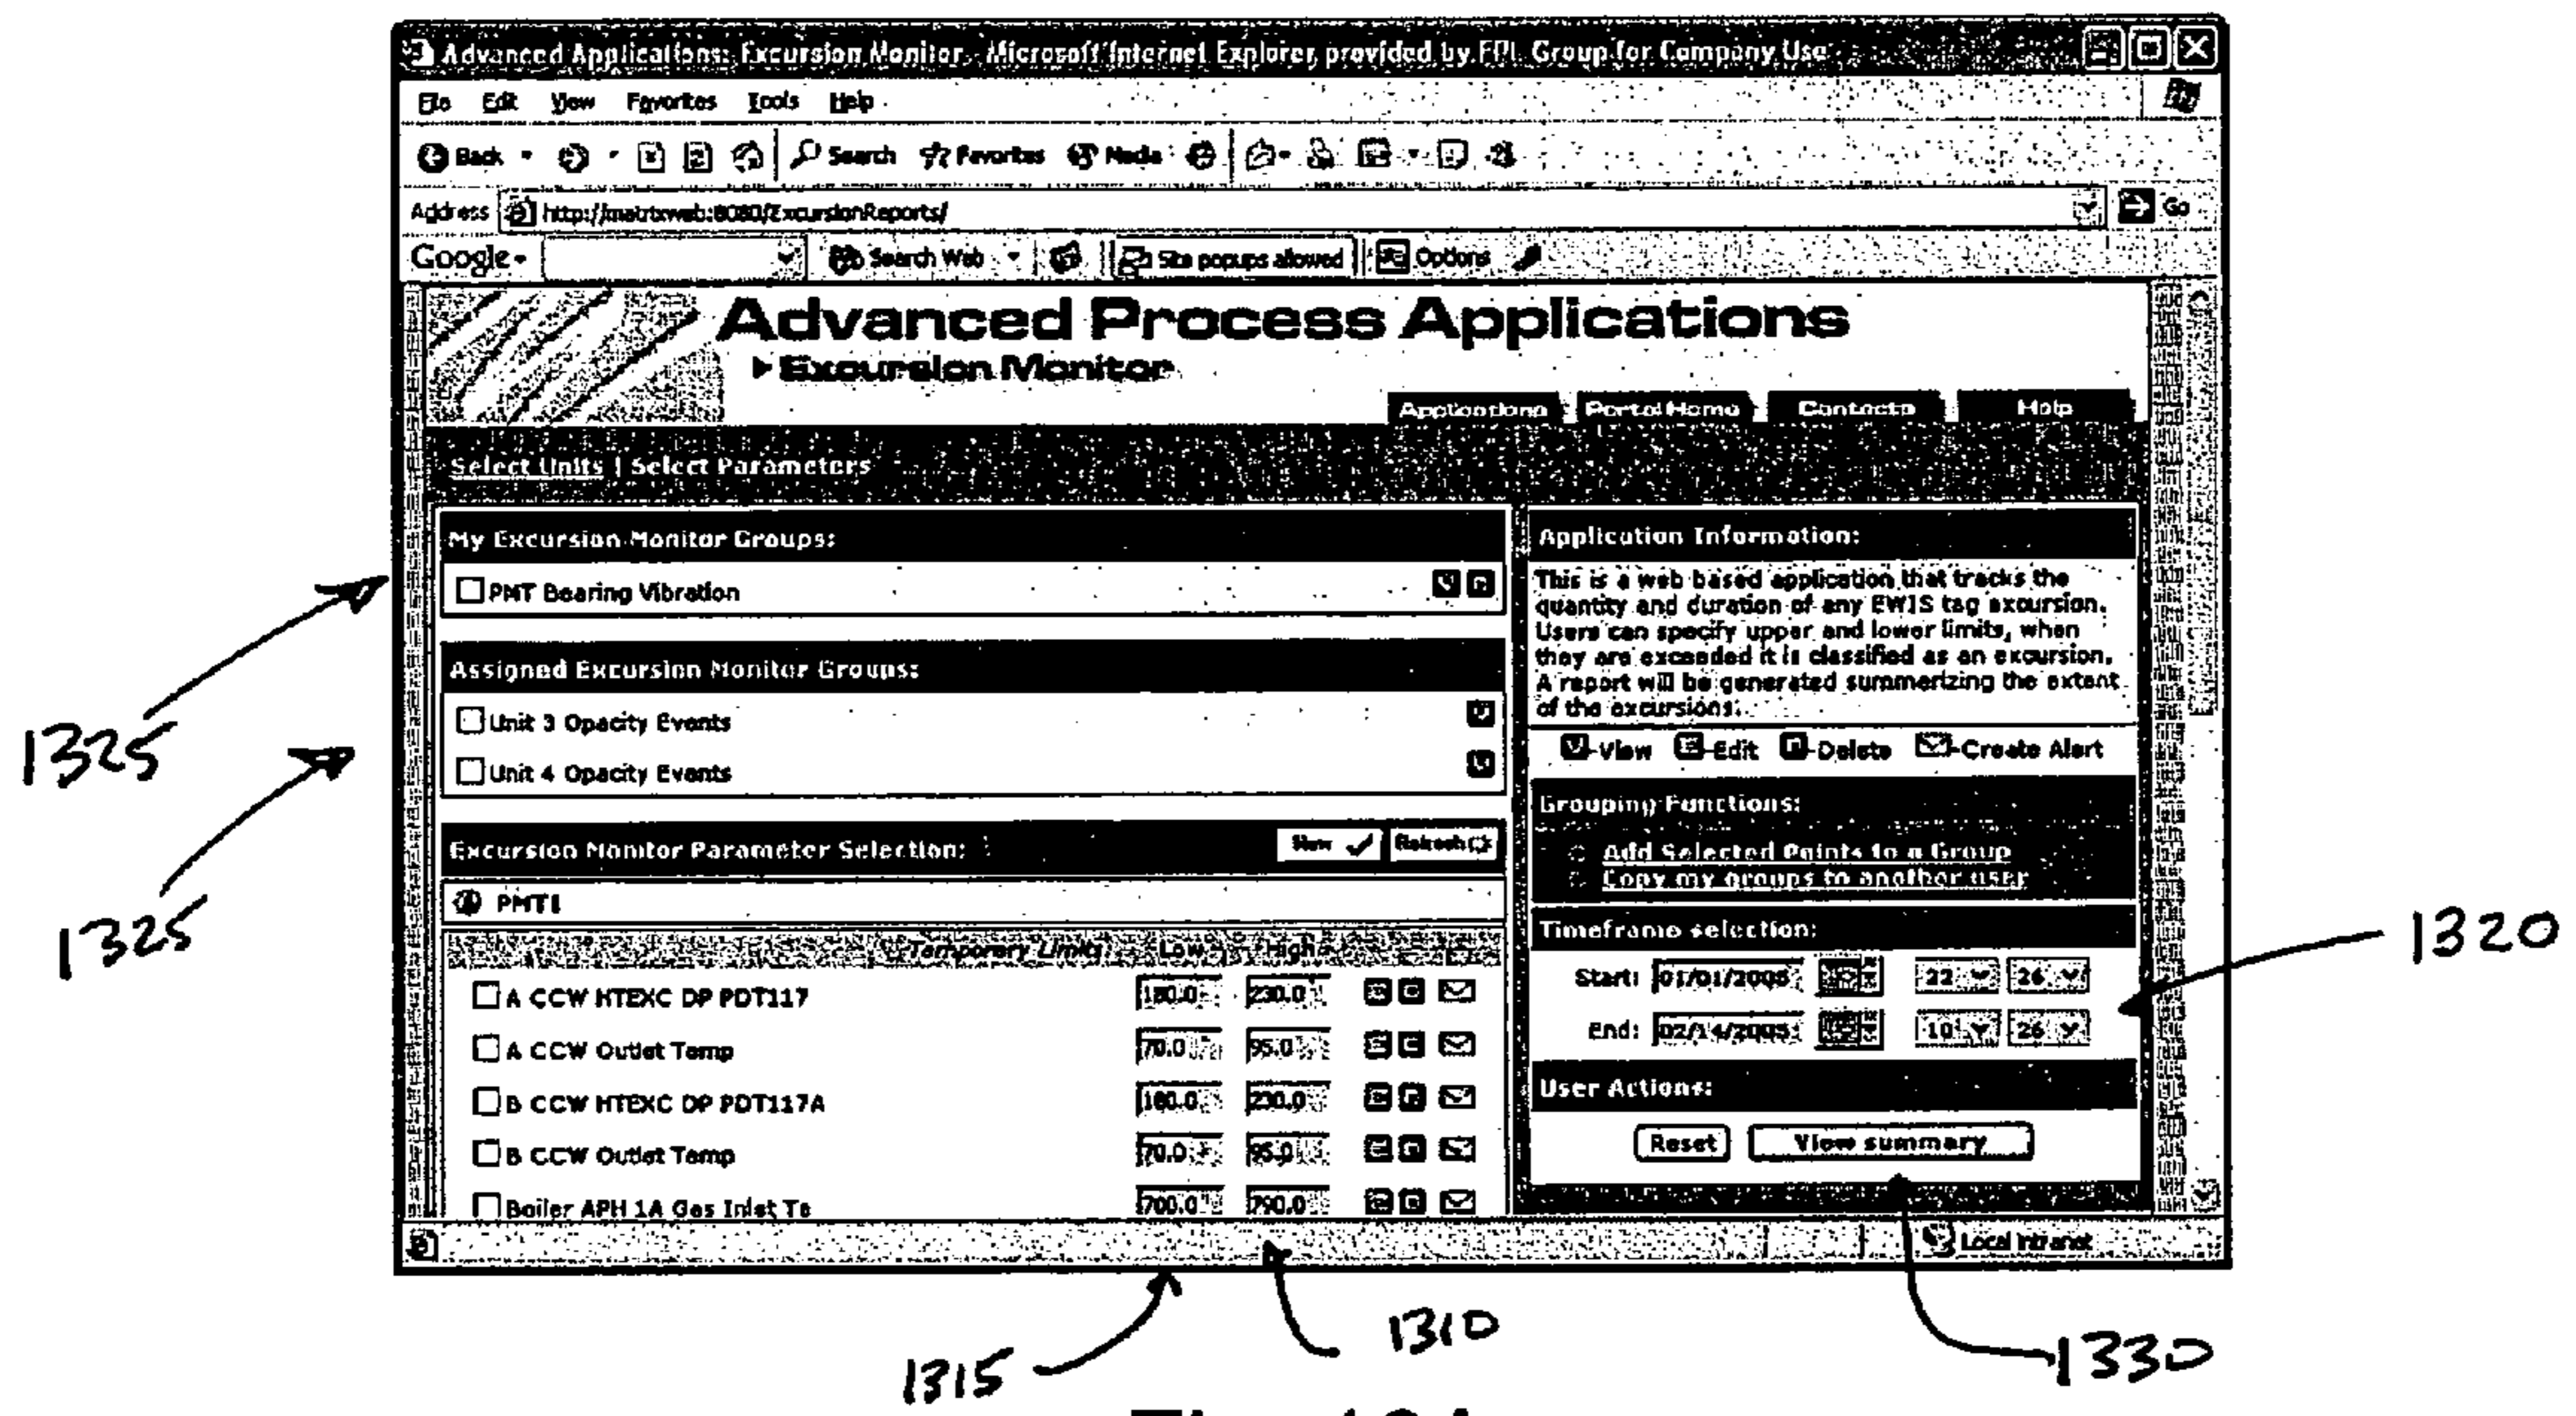 Advanced Applications: Excursion Monitor - Microsoft Internet Explorer provided by FPL Group for Company Use
File Edit View Favorites Tools Help
Back Search Favorites Media
Address http://matrixweb:8080/ExcursionReports/ Go
Google Search Web Site popups allowed Options
Advanced Process Applications
Excursion Monitor
Applications Portal Home Contacts Help
Select Units | Select Parameters
My Excursion Monitor Groups:
PMT Bearing Vibration
Assigned Excursion Monitor Groups:
Unit 3 Opacity Events
Unit 4 Opacity Events
Excursion Monitor Parameter Selection: Refresh
PMT1
Temporary Limits Low High
A CCW HTEXC DP PDT117 180.0 230.0
A CCW Outlet Temp 70.0 95.0
B CCW HTEXC DP PDT117A 180.0 230.0
B CCW Outlet Temp 70.0 95.0
Boiler APH 1A Gas Inlet Te 700.0 790.0
Application Information:
This is a web based application that tracks the
quantity and duration of any EWIS tag excursion.
Users can specify upper and lower limits, when
they are exceeded it is classified as an excursion.
A report will be generated summerizing the extent
of the excursions.
V-View E-Edit D-Delete -Create Alert
Grouping Functions:
Add Selected Points to a Group
Copy my groups to another user
Timeframe selection:
Start: 01/01/2005 22 26
End: 02/14/2005 10 26
User Actions:
Reset View summary
Local intranet
1325
1325
1320
1315
1310
1330